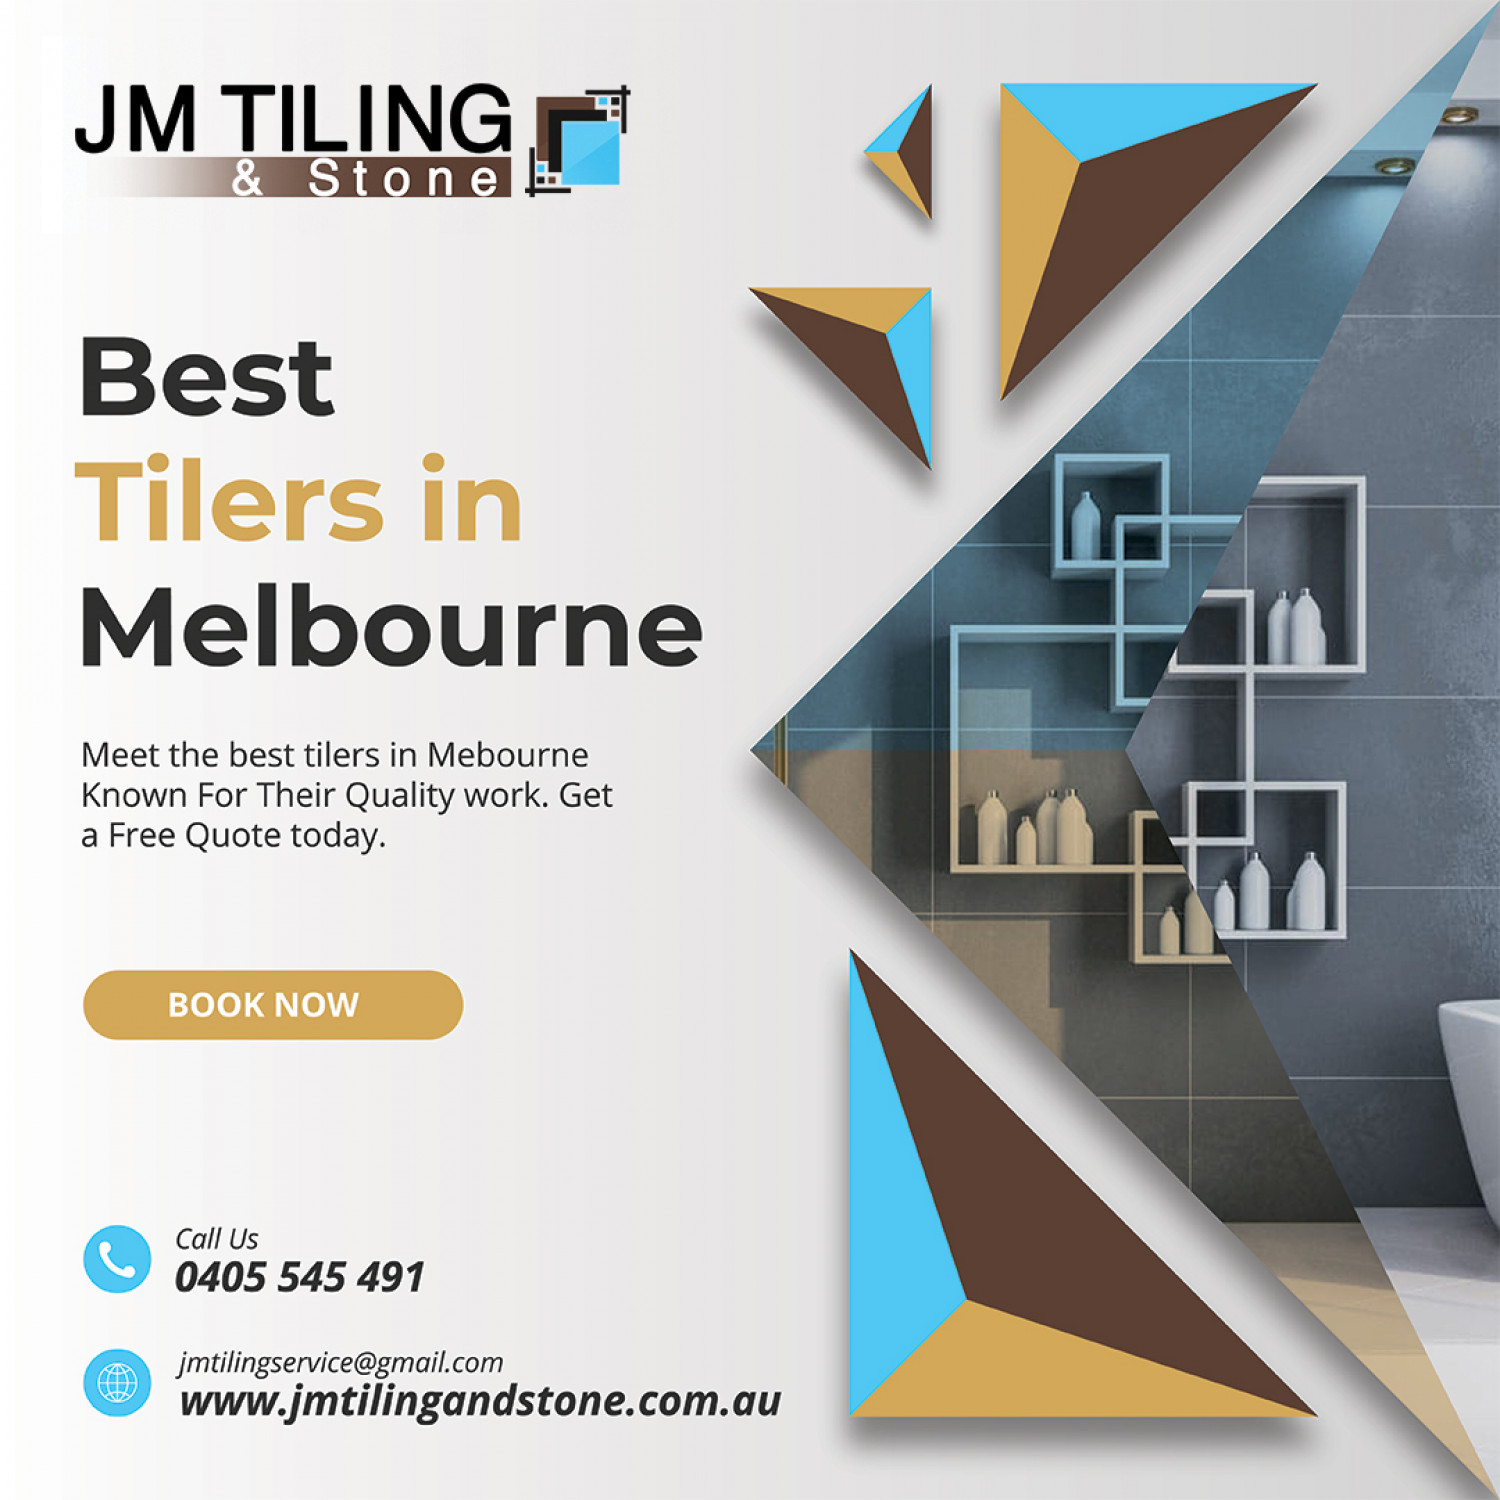 JM TILING
& Stone
Best
Tilers in
Melbourne
Meet the best tilers in Mebourne
Known For Their Quality work. Get
a Free Quote today.
BOOK NOW
Call Us
0405 545 491
jmtilingservice@gmail.com
www.jmtilingandstone.com.au